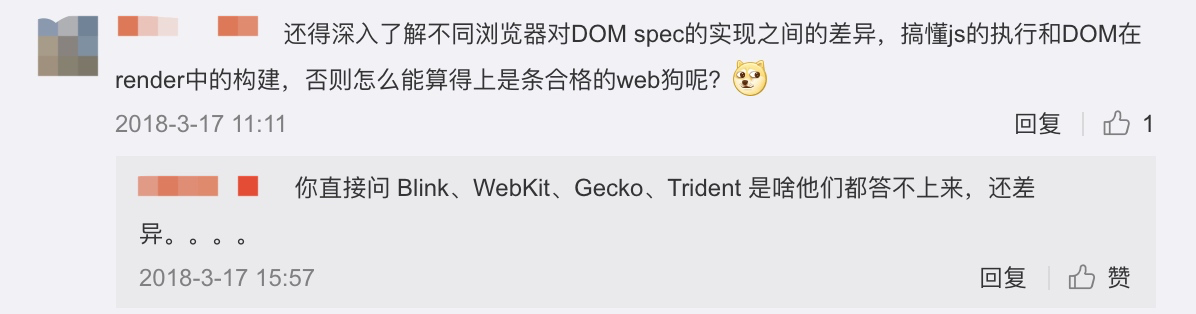 还得深入了解不同浏览器对DOM spec的实现之间的差异，搞懂js的执行和DOM在
render中的构建，否则怎么能算得上是条合格的web狗呢？
2018-3-17 11:11 回复 1
你直接问 Blink、WebKit、Gecko、Trident 是啥他们都答不上来，还差
异。。。。
2018-3-17 15:57 回复 赞